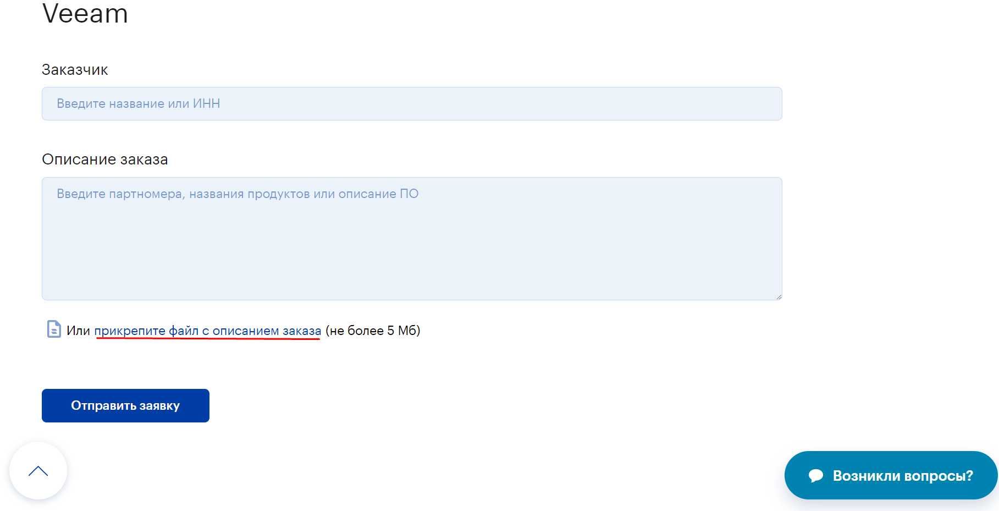 Veeam
Заказчик
Введите название или ИНН
Описание заказа
Введите партномера, названия продуктов или описание ПО
Или прикрепите файл с описанием заказа (не более 5 Мб)
Отправить заявку
Возникли вопросы?